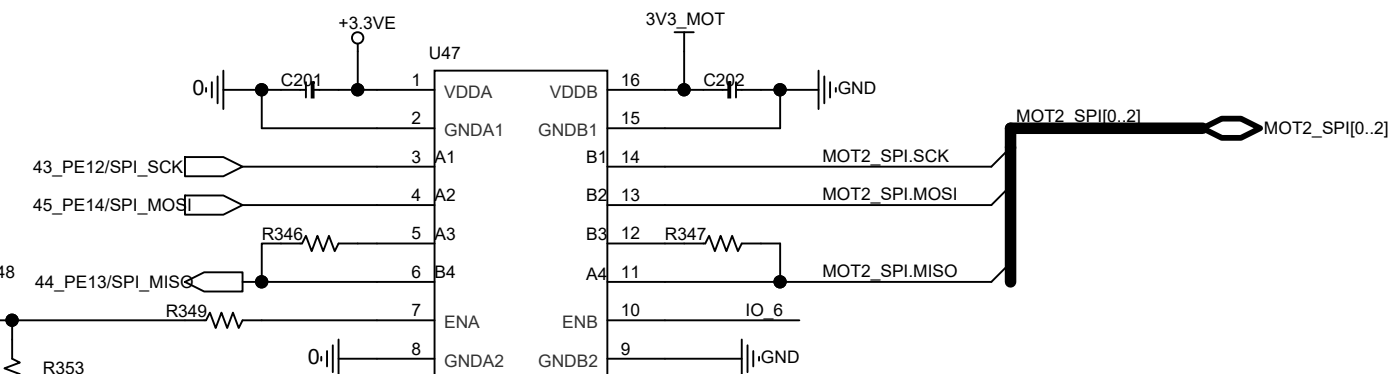 +3.3VE
3V3_MOT
U47
0
C201
1
VDDA
VDDB
16
C202
GND
2
GNDA1
GNDB1
15
MOT2_SPI[0..2]
MOT2_SPI[0..2]
43_PE12/SPI_SCK
3
A1
B1
14
MOT2_SPI.SCK
45_PE14/SPI_MOSI
4
A2
B2
13
MOT2_SPI.MOSI
R346
5
A3
B3
12
R347
48
44_PE13/SPI_MISO
6
B4
A4
11
MOT2_SPI.MISO
R349
7
ENA
ENB
10
IO_6
0
8
GNDA2
GNDB2
9
GND
R353